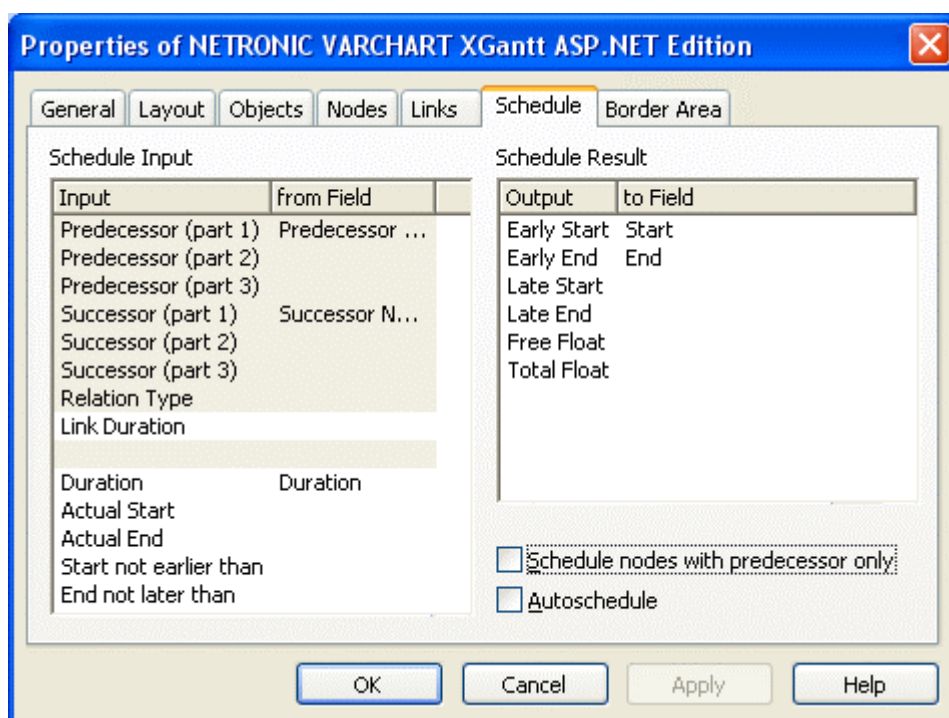 Properties of NETRONIC VARCHART XGantt ASP.NET Edition
General Layout Objects Nodes Links Schedule Border Area
Schedule Input
Input from Field
Predecessor (part 1) Predecessor ...
Predecessor (part 2)
Predecessor (part 3)
Successor (part 1) Successor N...
Successor (part 2)
Successor (part 3)
Relation Type
Link Duration
Duration Duration
Actual Start
Actual End
Start not earlier than
End not later than
Schedule Result
Output to Field
Early Start Start
Early End End
Late Start
Late End
Free Float
Total Float
Schedule nodes with predecessor only
Autoschedule
OK Cancel Apply Help